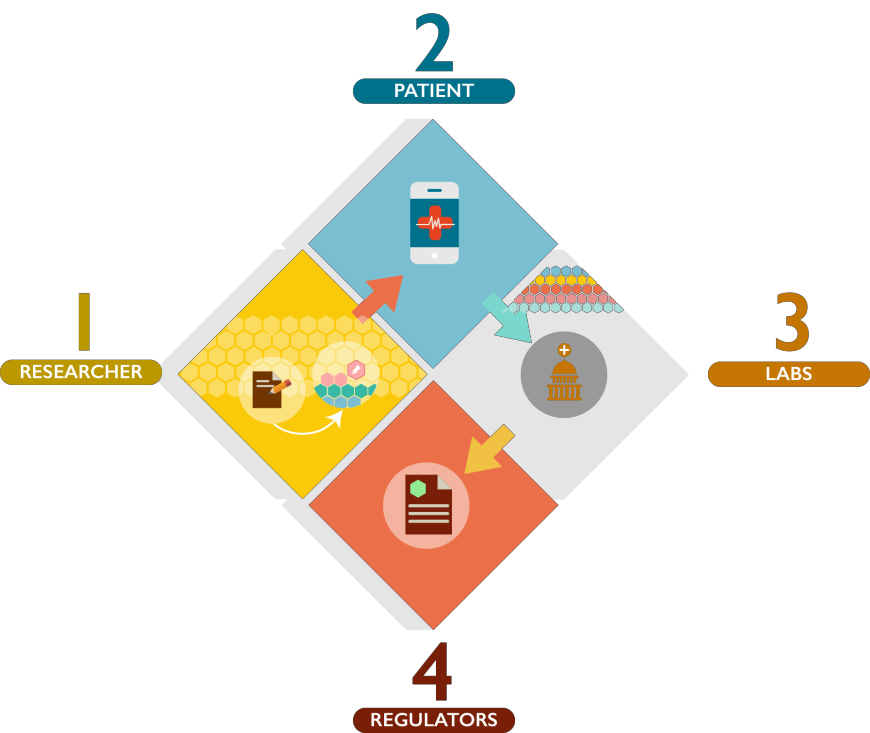 2
PATIENT
1
RESEARCHER
3
LABS
4
REGULATORS